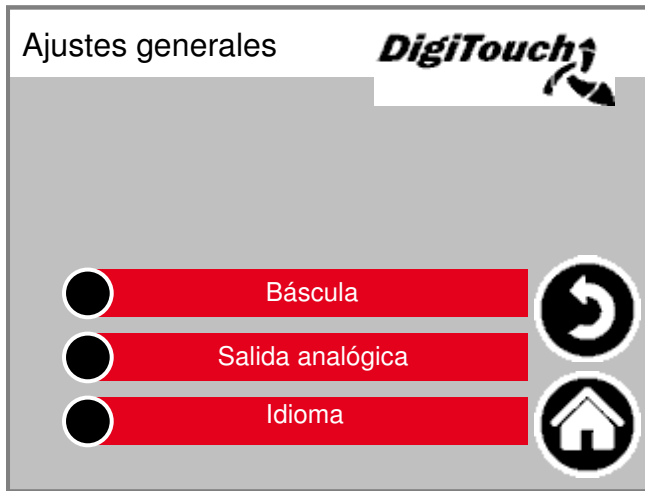 Ajustes generales
DigiTouch
Báscula
Salida analógica
Idioma